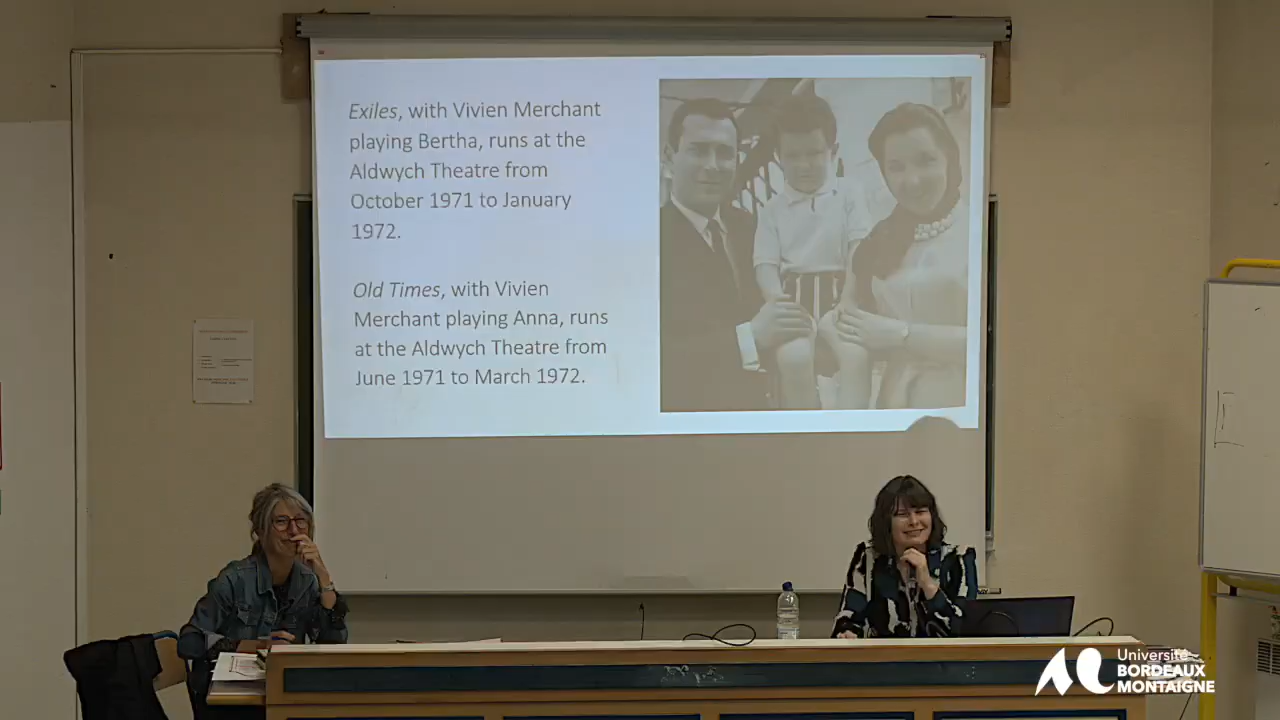 Exiles, with Vivien Merchant
playing Bertha, runs at the
Aldwych Theatre from
October 1971 to January
1972.
Old Times, with Vivien
Merchant playing Anna, runs
at the Aldwych Theatre from
June 1971 to March 1972.
Université
BORDEAUX
MONTAIGNE